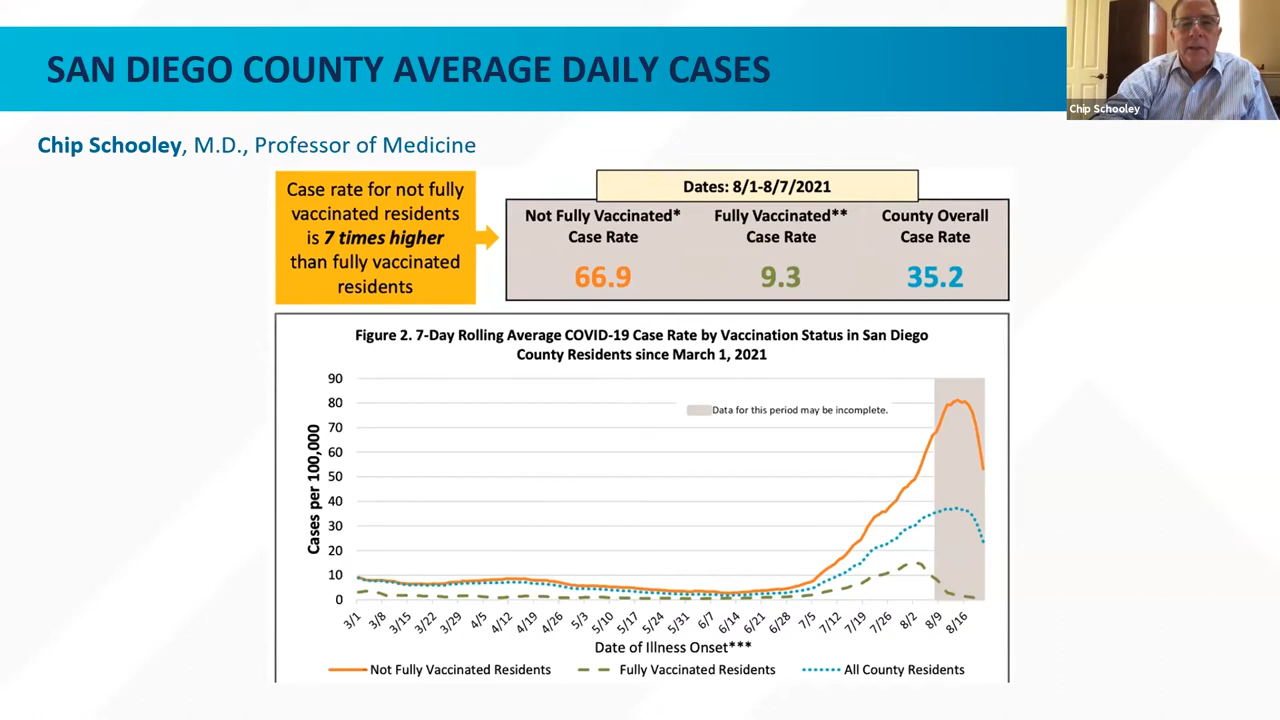 SAN DIEGO COUNTY AVERAGE DAILY CASES
Chip Schooley
Chip Schooley, M.D., Professor of Medicine
Case rate for not fully
vaccinated residents
is 7 times higher
than fully vaccinated
residents
Dates: 8/1-8/7/2021
Not Fully Vaccinated*
Case Rate
66.9
Fully Vaccinated**
Case Rate
9.3
County Overall
Case Rate
35.2
Figure 2. 7-Day Rolling Average COVID-19 Case Rate by Vaccination Status in San Diego
County Residents since March 1, 2021
Data for this period may be incomplete.
Cases per 100,000
90
80
70
60
50
40
30
20
10
0
3/1
3/8
3/15
3/22
3/29
4/5
4/12
4/19
4/26
5/3
5/10
5/17
5/24
5/31
6/7
6/14
6/21
6/28
7/5
7/12
7/19
7/26
8/2
8/9
8/16
Date of Illness Onset***
Not Fully Vaccinated Residents
Fully Vaccinated Residents
All County Residents